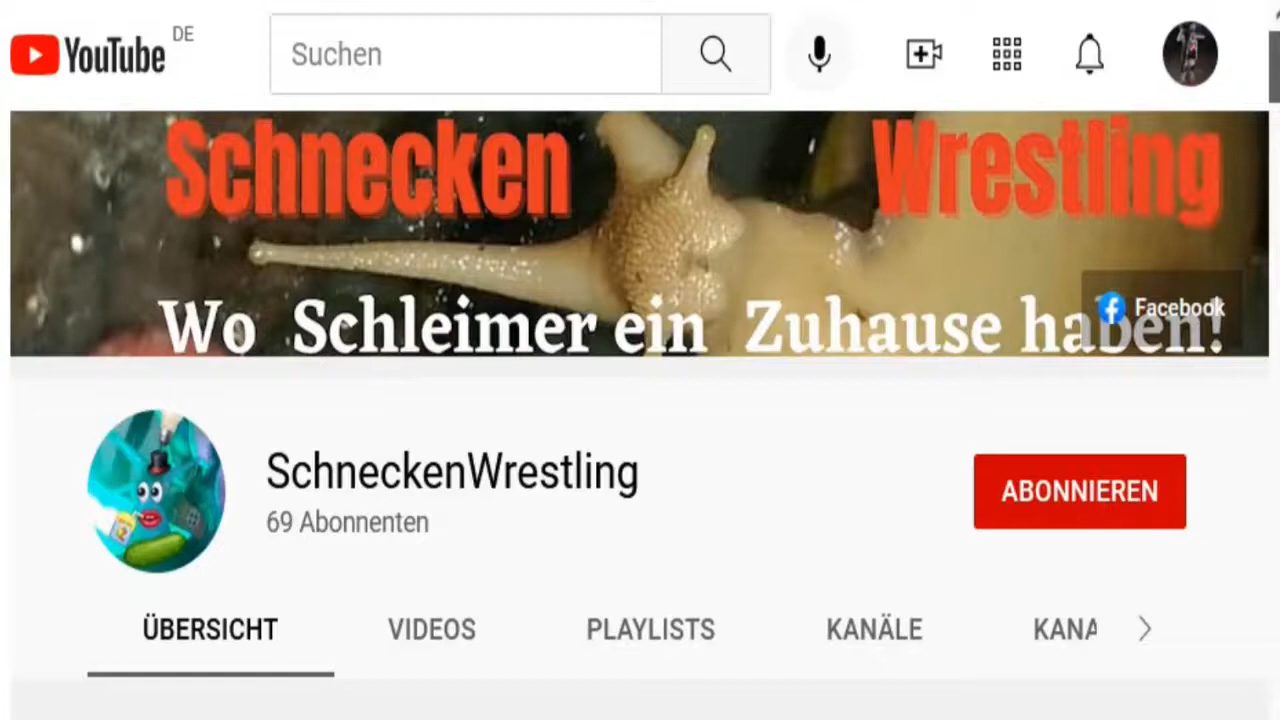 YouTube DE
Suchen
Schnecken Wrestling
Wo Schleimer ein Zuhause haben!
Facebook
SchneckenWrestling
69 Abonnenten
ABONNIEREN
ÜBERSICHT VIDEOS PLAYLISTS KANÄLE KANA